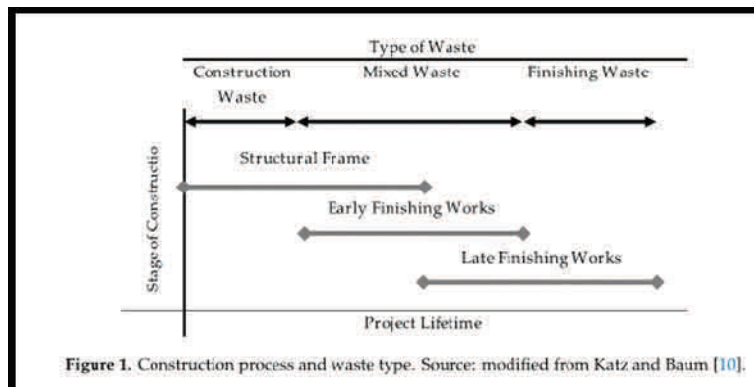 Type of Waste
Construction Waste
Mixed Waste
Finishing Waste
Structural Frame
Early Finishing Works
Late Finishing Works
Stage of Constructio
Project Lifetime
Figure 1. Construction process and waste type. Source: modified from Katz and Baum [10].